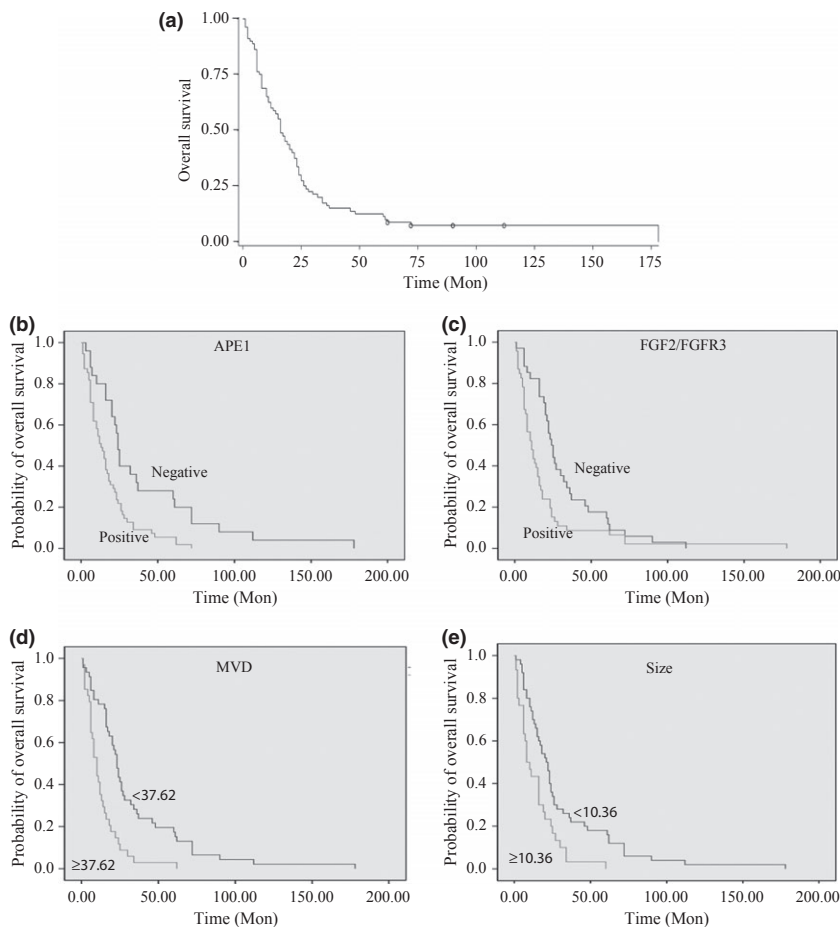 (a)
Overall survival
1.00
0.75
0.50
0.25
0.00
0 25 50 75 100 125 150 175
Time (Mon)
(b)
APE1
Probability of overall survival
1.0
0.8
0.6
0.4
0.2
0.0
Negative
Positive
0.00 50.00 100.00 150.00 200.00
Time (Mon)
(c)
FGF2/FGFR3
Probability of overall survival
1.0
0.8
0.6
0.4
0.2
0.0
Negative
Positive
0.00 50.00 100.00 150.00 200.00
Time (Mon)
(d)
MVD
Probability of overall survival
1.0
0.8
0.6
0.4
0.2
0.0
<37.62
≥37.62
0.00 50.00 100.00 150.00 200.00
Time (Mon)
(e)
Size
Probability of overall survival
1.0
0.8
0.6
0.4
0.2
0.0
<10.36
≥10.36
0.00 50.00 100.00 150.00 200.00
Time (Mon)